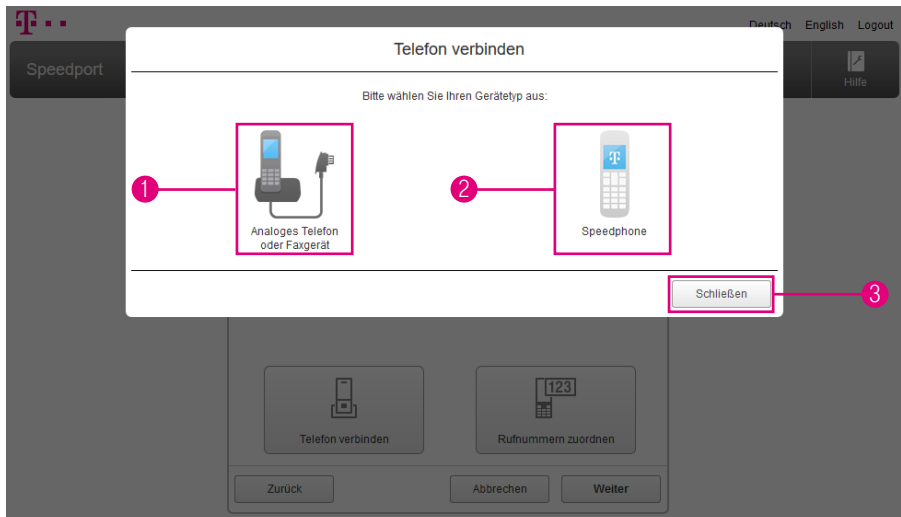 T
Deutsch English Logout
Speedport
Hilfe
Telefon verbinden
Bitte wählen Sie Ihren Gerätetyp aus:
1
2
T
Analoges Telefon
oder Faxgerät
Speedphone
Schließen
3
123
Telefon verbinden
Rufnummern zuordnen
Zurück
Abbrechen
Weiter